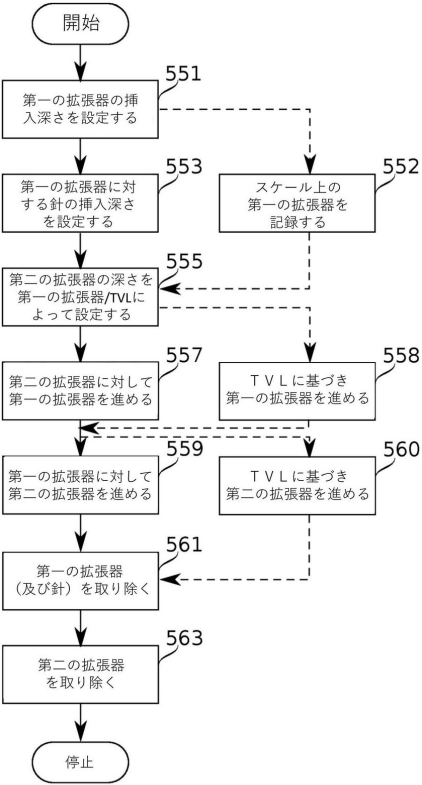 開始
551
第一の拡張器の挿
入深さを設定する
553
第一の拡張器に対
する針の挿入深さ
を設定する
552
スケール上の
第一の拡張器を
記録する
555
第二の拡張器の深さを
第一の拡張器/TVLに
よって設定する
557
第二の拡張器に対して
第一の拡張器を進める
558
TVLに基づき
第一の拡張器を進める
559
第一の拡張器に対して
第二の拡張器を進める
560
TVLに基づき
第二の拡張器を進める
561
第一の拡張器
（及び針）を取り除く
563
第二の拡張器
を取り除く
停止